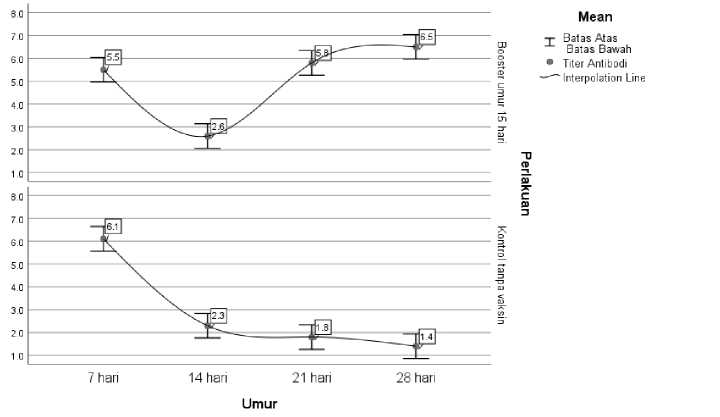 8.0
7.0
6.0
5.0
4.0
3.0
2.0
1.0
5.5
2.6
5.8
6.5
Booster umur 15 hari
8.0
7.0
6.0
5.0
4.0
3.0
2.0
1.0
6.1
2.3
1.8
1.4
Kontrol tanpa vaksin
Perlakuan
7 hari
14 hari
21 hari
28 hari
Umur
Mean
Batas Atas
Batas Bawah
Titer Antibodi
Interpolation Line